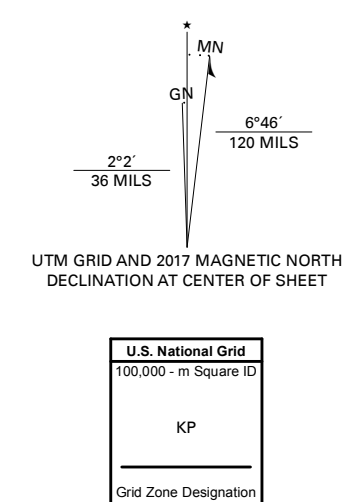 ★
MN
GN
6°46´
120 MILS
2°2´
36 MILS
UTM GRID AND 2017 MAGNETIC NORTH
DECLINATION AT CENTER OF SHEET
U.S. National Grid
100,000 - m Square ID
KP
Grid Zone Designation